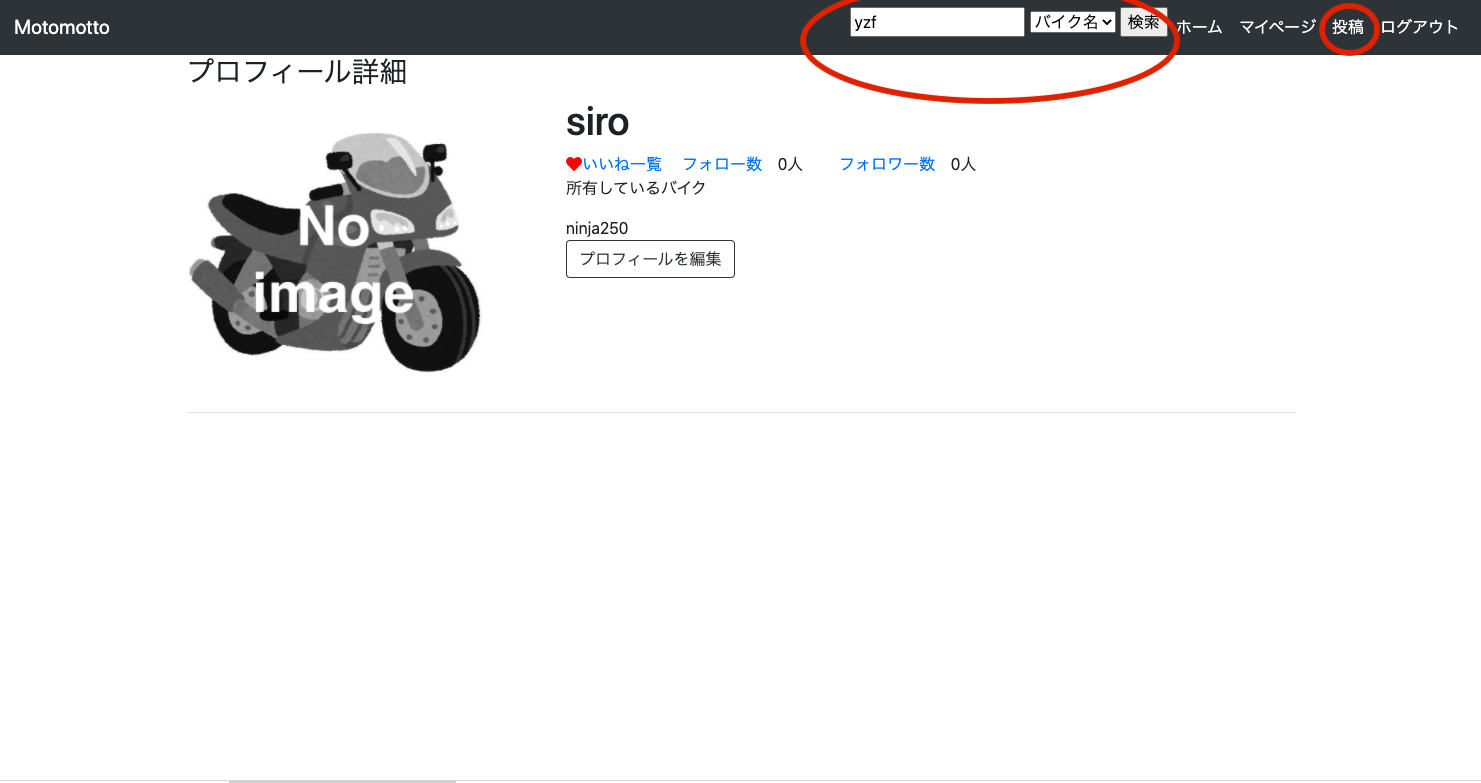 Motomotto yzf バイク名 検索 ホーム マイページ 投稿 ログアウト
プロフィール詳細
siro
いいね一覧 フォロー数 0人 フォロワー数 0人
所有しているバイク
No
image
ninja250
プロフィールを編集